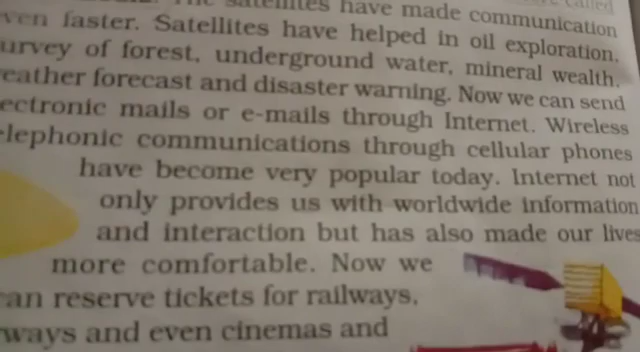 The satellites have made communication
ven faster. Satellites have helped in oil exploration,
urvey of forest, underground water, mineral wealth,
eather forecast and disaster warning. Now we can send
ectronic mails or e-mails through Internet. Wireless
elephonic communications through cellular phones
have become very popular today. Internet not
only provides us with worldwide information
and interaction but has also made our lives
more comfortable. Now we
an reserve tickets for railways,
ways and even cinemas and